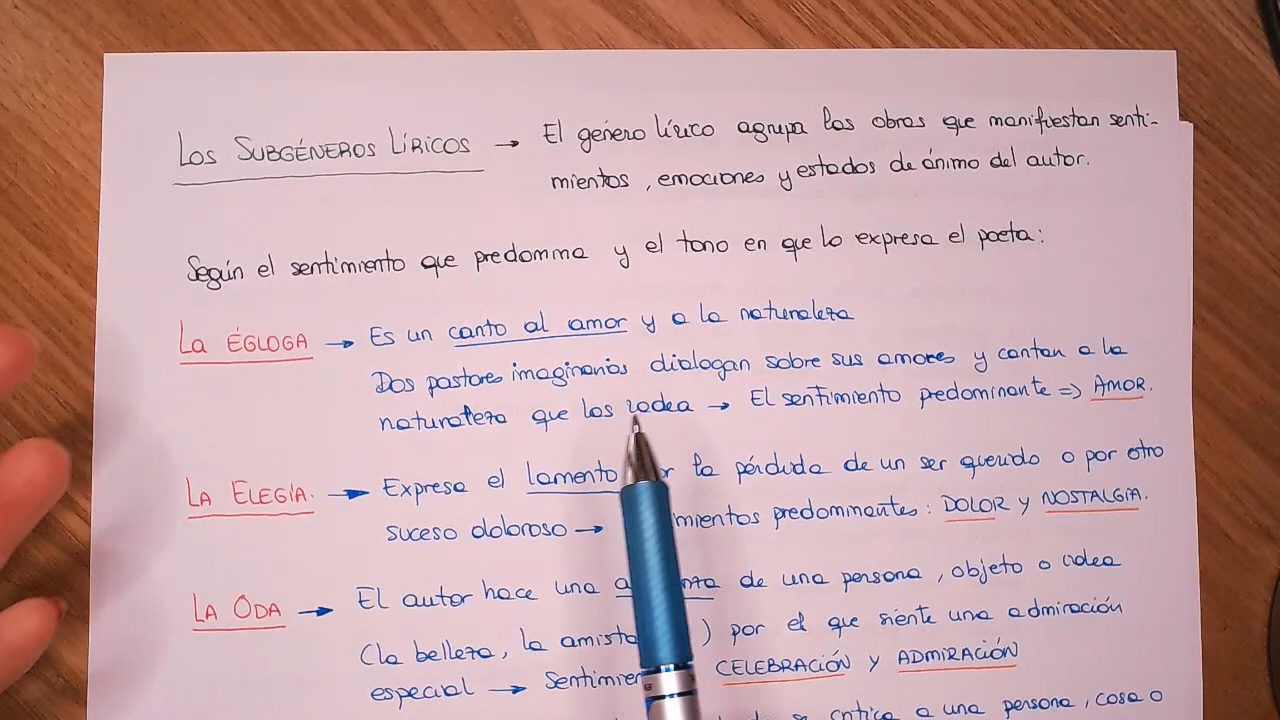 Los SUBGÉNEROS LÍRICOS → El género lírico agrupa las obras que manifiestan senti-
mientos, emociones y estados de ánimo del autor.
Según el sentimiento que predomina y el tono en que lo expresa el poeta:
La ÉGLOGA → Es un canto al amor y a la naturaleza
Dos pastores imaginarios dialogan sobre sus amores y cantan a la
naturaleza que los rodea → El sentimiento predominante => AMOR.
LA ELEGÍA. → Expresa el lamento la pérdida de un ser querido o por otro
suceso doloroso → mientos predominantes: DOLOR y NOSTALGIA.
LA ODA → El autor hace una de una persona, objeto o idea
(la belleza, la amista ) por el que siente una admiración
especial → Sentimien CELEBRACIÓN y ADMIRACIÓN
se critica a una persona, cosa o